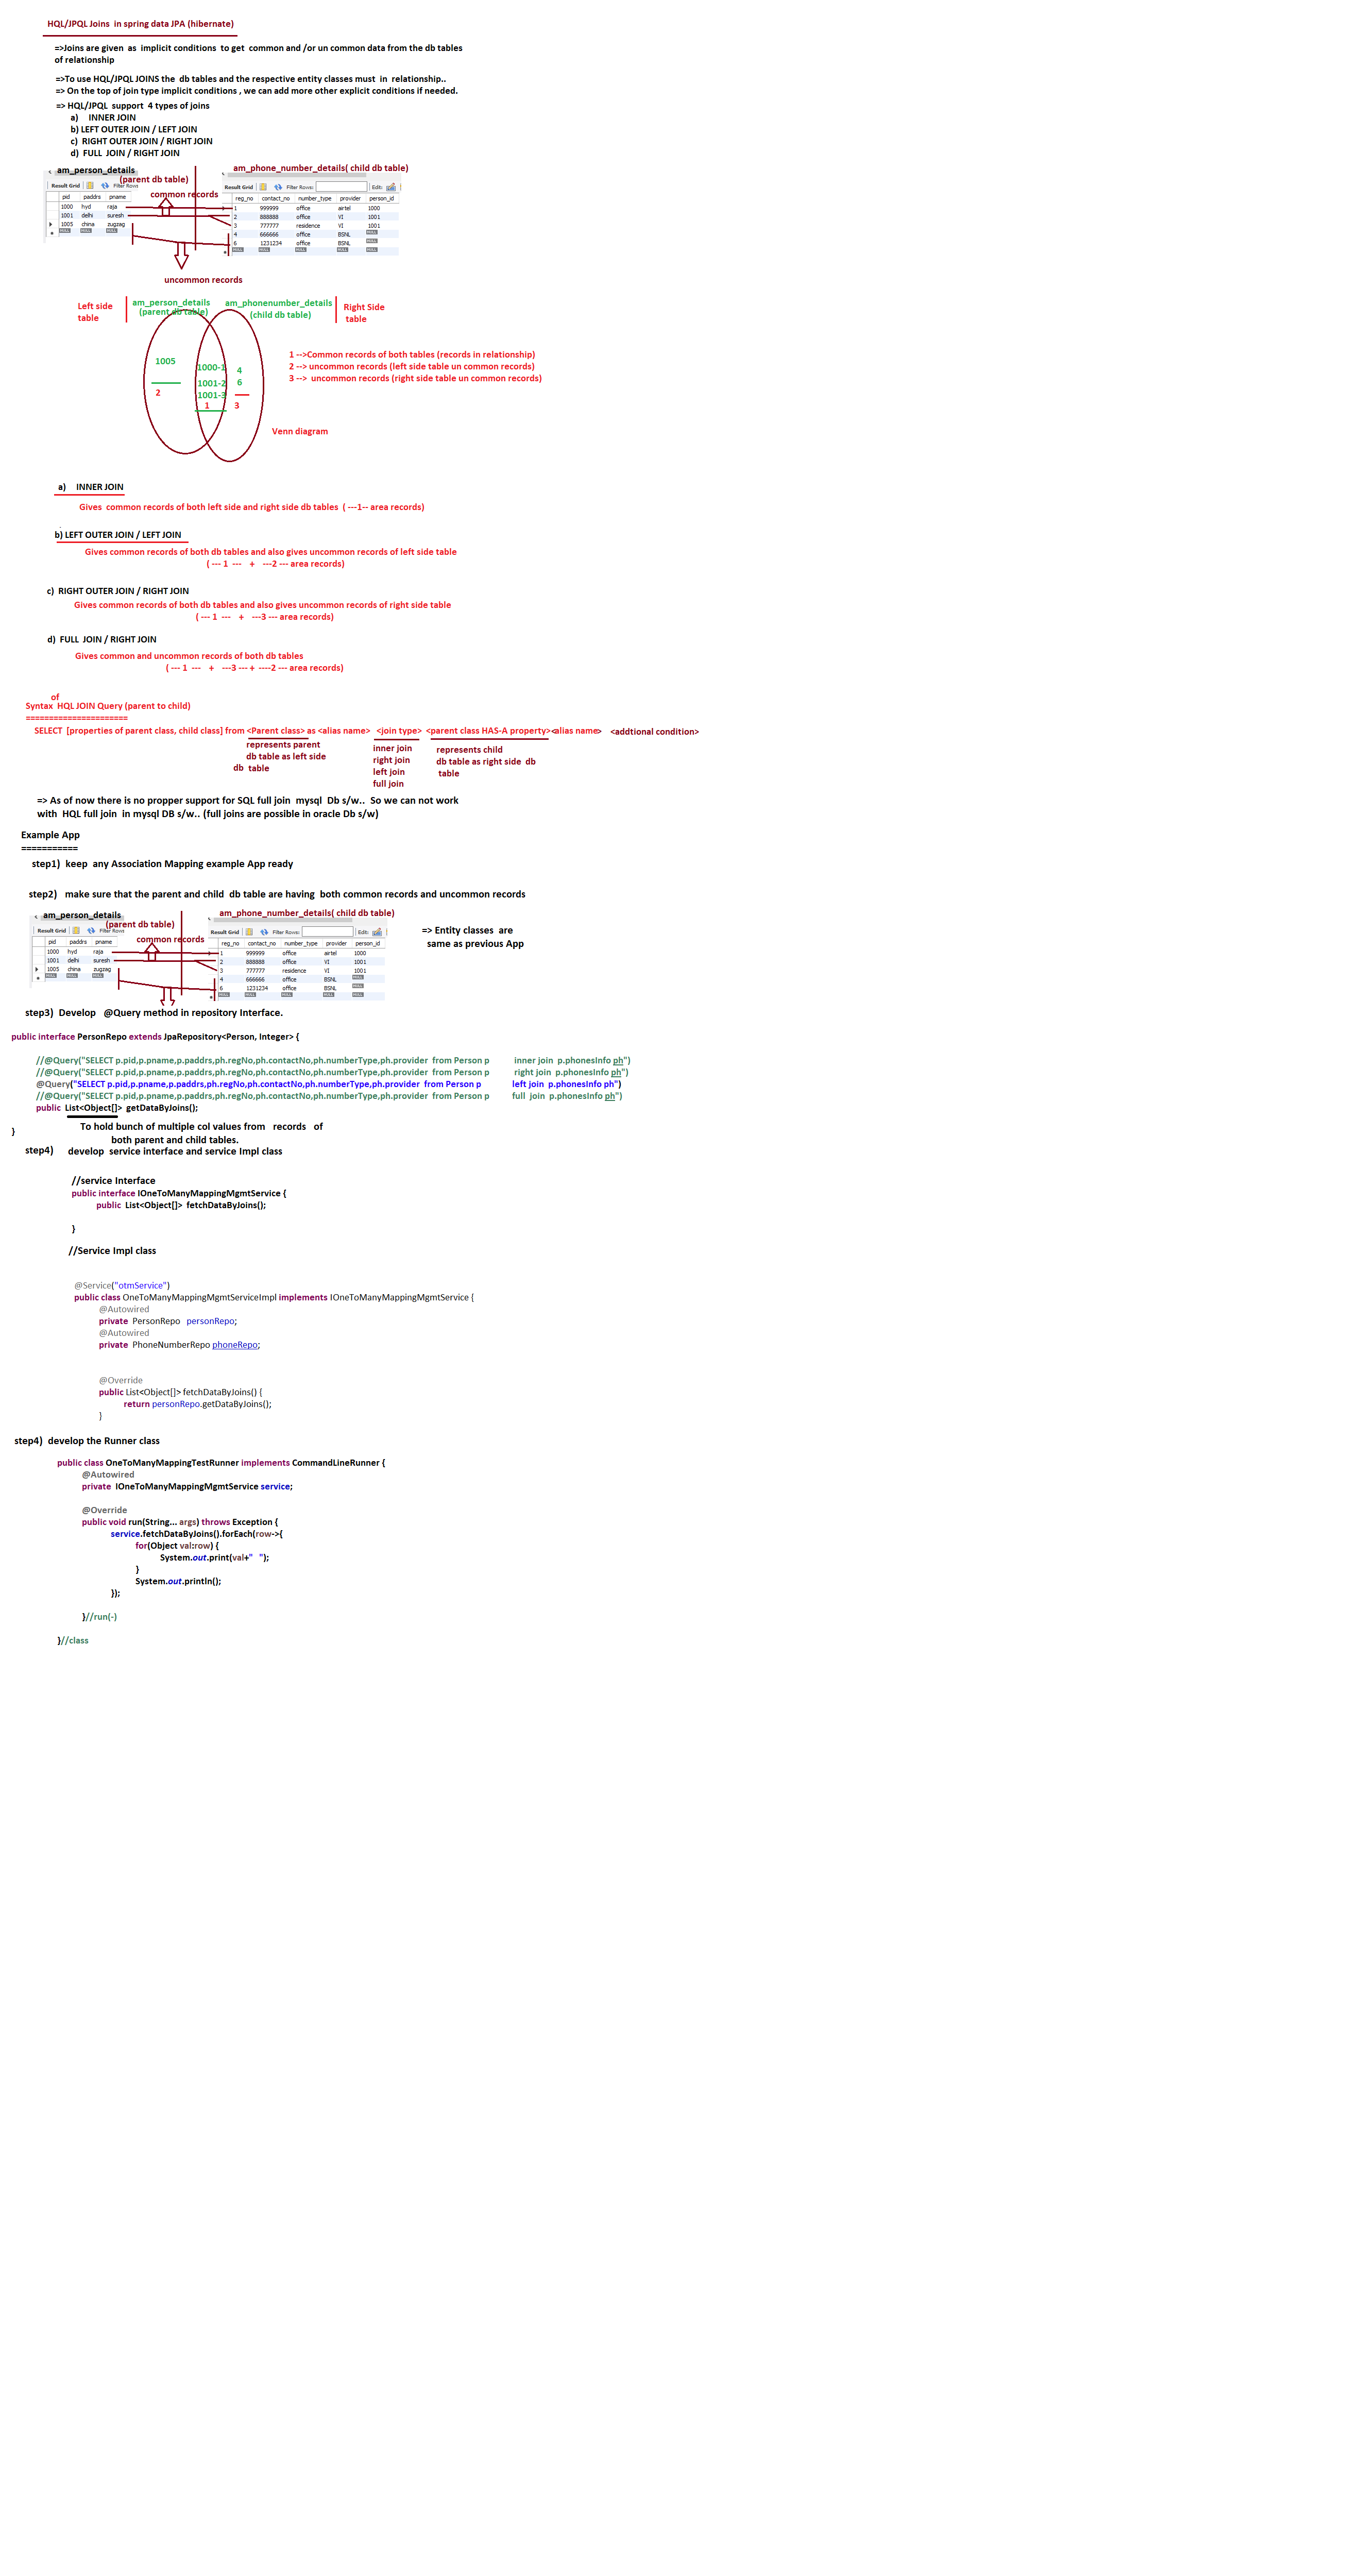 HQL/JPQL Joins in spring data JPA (hibernate)
=>Joins are given as implicit conditions to get common and /or un common data from the db tables
of relationship
=>To use HQL/JPQL JOINS the db tables and the respective entity classes must in relationship..
=> On the top of join type implicit conditions , we can add more other explicit conditions if needed.
=> HQL/JPQL support 4 types of joins
a) INNER JOIN
b) LEFT OUTER JOIN / LEFT JOIN
c) RIGHT OUTER JOIN / RIGHT JOIN
d) FULL JOIN / RIGHT JOIN
am_person_details
(parent db table)
am_phone_number_details( child db table)
Result Grid Filter Rows
common records
pid paddrs pname
1000 hyd raja
1001 delhi suresh
1005 china zugzag
NULL NULL NULL
Result Grid Filter Rows: Edit:
reg_no contact_no number_type provider person_id
1 999999 office airtel 1000
2 888888 office VI 1001
3 777777 residence VI 1001
4 666666 office BSNL NULL
6 1231234 office BSNL NULL
NULL NULL NULL NULL NULL
uncommon records
Left side
table
am_person_details
(parent db table)
am_phonenumber_details
(child db table)
Right Side
table
1005
2
1000-1
1001-2
1001-3
1
4
6
3
1 -->Common records of both tables (records in relationship)
2 --> uncommon records (left side table un common records)
3 --> uncommon records (right side table un common records)
Venn diagram
a) INNER JOIN
Gives common records of both left side and right side db tables ( ---1-- area records)
b) LEFT OUTER JOIN / LEFT JOIN
Gives common records of both db tables and also gives uncommon records of left side table
( --- 1 --- + ---2 --- area records)
c) RIGHT OUTER JOIN / RIGHT JOIN
Gives common records of both db tables and also gives uncommon records of right side table
( --- 1 --- + ---3 --- area records)
d) FULL JOIN / RIGHT JOIN
Gives common and uncommon records of both db tables
( --- 1 --- + ---3 --- + ----2 --- area records)
of
Syntax HQL JOIN Query (parent to child)
======================
SELECT [properties of parent class, child class] from <Parent class> as <alias name> <join type> <parent class HAS-A property><alias name> <addtional condition>
represents parent
db table as left side
db table
inner join
right join
left join
full join
represents child
db table as right side db
table
=> As of now there is no propper support for SQL full join mysql Db s/w.. So we can not work
with HQL full join in mysql DB s/w.. (full joins are possible in oracle Db s/w)
Example App
===========
step1) keep any Association Mapping example App ready
step2) make sure that the parent and child db table are having both common records and uncommon records
am_person_details
(parent db table)
am_phone_number_details( child db table)
Result Grid Filter Rows
common records
pid paddrs pname
1000 hyd raja
1001 delhi suresh
1005 china zugzag
NULL NULL NULL
Result Grid Filter Rows: Edit:
reg_no contact_no number_type provider person_id
1 999999 office airtel 1000
2 888888 office VI 1001
3 777777 residence VI 1001
4 666666 office BSNL NULL
6 1231234 office BSNL NULL
NULL NULL NULL NULL NULL
=> Entity classes are
same as previous App
step3) Develop @Query method in repository Interface.
public interface PersonRepo extends JpaRepository<Person, Integer> {
//@Query("SELECT p.pid,p.pname,p.paddrs,ph.regNo,ph.contactNo,ph.numberType,ph.provider from Person p inner join p.phonesInfo ph")
//@Query("SELECT p.pid,p.pname,p.paddrs,ph.regNo,ph.contactNo,ph.numberType,ph.provider from Person p right join p.phonesInfo ph")
@Query("SELECT p.pid,p.pname,p.paddrs,ph.regNo,ph.contactNo,ph.numberType,ph.provider from Person p left join p.phonesInfo ph")
//@Query("SELECT p.pid,p.pname,p.paddrs,ph.regNo,ph.contactNo,ph.numberType,ph.provider from Person p full join p.phonesInfo ph")
public List<Object[]> getDataByJoins();
To hold bunch of multiple col values from records of
both parent and child tables.
}
step4) develop service interface and service Impl class
//service Interface
public interface IOneToManyMappingMgmtService {
public List<Object[]> fetchDataByJoins();
}
//Service Impl class
@Service("otmService")
public class OneToManyMappingMgmtServiceImpl implements IOneToManyMappingMgmtService {
@Autowired
private PersonRepo personRepo;
@Autowired
private PhoneNumberRepo phoneRepo;
@Override
public List<Object[]> fetchDataByJoins() {
return personRepo.getDataByJoins();
}
step4) develop the Runner class
public class OneToManyMappingTestRunner implements CommandLineRunner {
@Autowired
private IOneToManyMappingMgmtService service;
@Override
public void run(String... args) throws Exception {
service.fetchDataByJoins().forEach(row->{
for(Object val:row) {
System.out.print(val+" ");
}
System.out.println();
});
}//run(-)
}//class